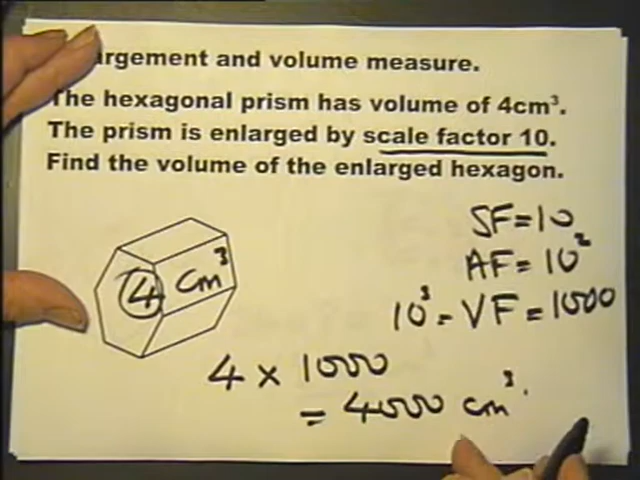 argement and volume measure.
The hexagonal prism has volume of 4cm³.
The prism is enlarged by scale factor 10.
Find the volume of the enlarged hexagon.
SF=10
AF=10²
10³=VF=1000
4 cm³
4 × 1000
= 4000 cm³.